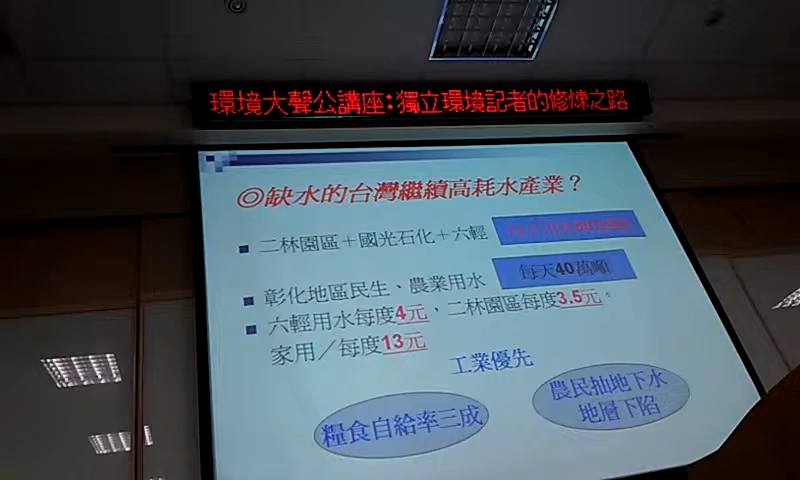 環境大聲公講座:獨立環境記者的修煉之路
◎缺水的台灣繼續高耗水產業？
二林園區＋國光石化＋六輕
彰化地區民生、農業用水
每天40萬噸
六輕用水每度4元，二林園區每度3.5元。
家用／每度13元
工業優先
糧食自給率三成
農民抽地下水
地層下陷